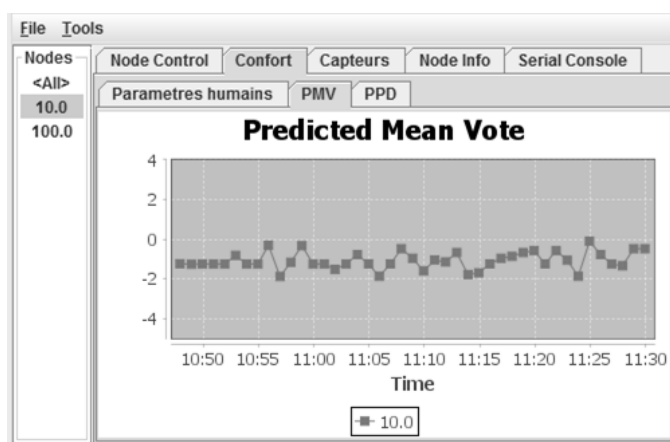 File Tools
Nodes
<All>
10.0
100.0
Node Control Confort Capteurs Node Info Serial Console
Parametres humains PMV PPD
Predicted Mean Vote
4
2
0
-2
-4
10:50 10:55 11:00 11:05 11:10 11:15 11:20 11:25 11:30
Time
10.0